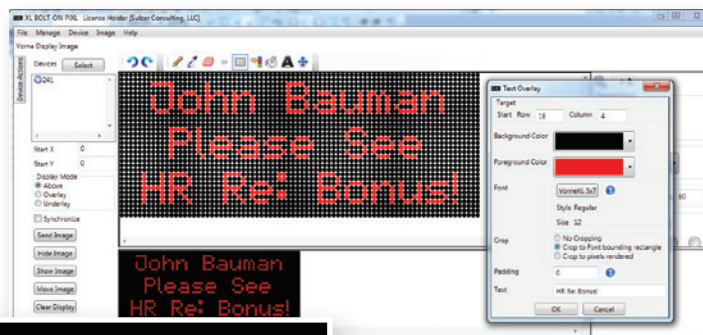 XL BOLT-ON PIXL License Holder [Sulzer Consulting, LLC]
File Manage Device Image Help
Vorne Display Image
Device Actions
Devices Select
241
Start X 0
Start Y 0
Display Mode
Above
Overlay
Underlay
Synchronize
Send Image
Hide Image
Show Image
Move Image
Clear Display
John Bauman
Please See
HR Re: Bonus!
John Bauman
Please See
HR Re: Bonus!
Text Overlay
Target
Start Row 18 Column 4
Background Color
Foreground Color
Font VorneXL 5x7
Style Regular
Size 12
Crop No Cropping
Crop to Font bounding rectangle
Crop to pixels rendered
Padding 0
Text HR Re: Bonus!
OK Cancel
80